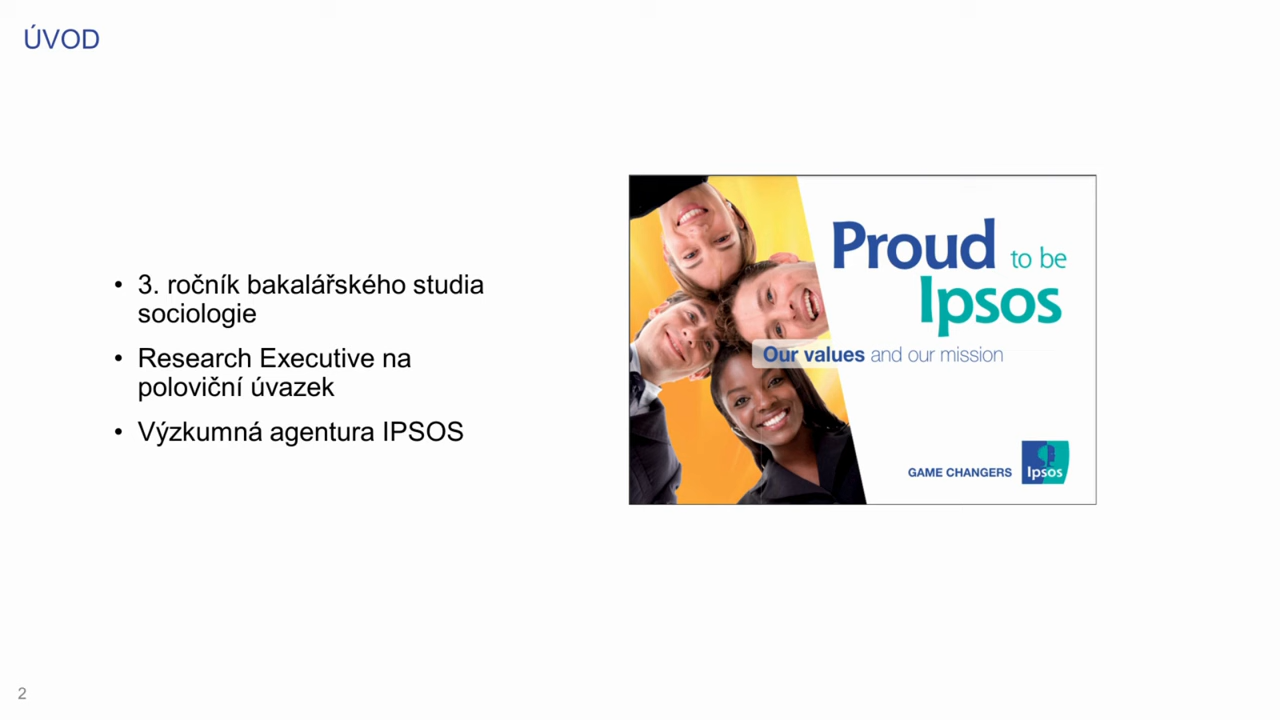 ÚVOD
• 3. ročník bakalářského studia
sociologie
• Research Executive na
poloviční úvazek
• Výzkumná agentura IPSOS
Proud to be
Ipsos
Our values and our mission
GAME CHANGERS
Ipsos
2